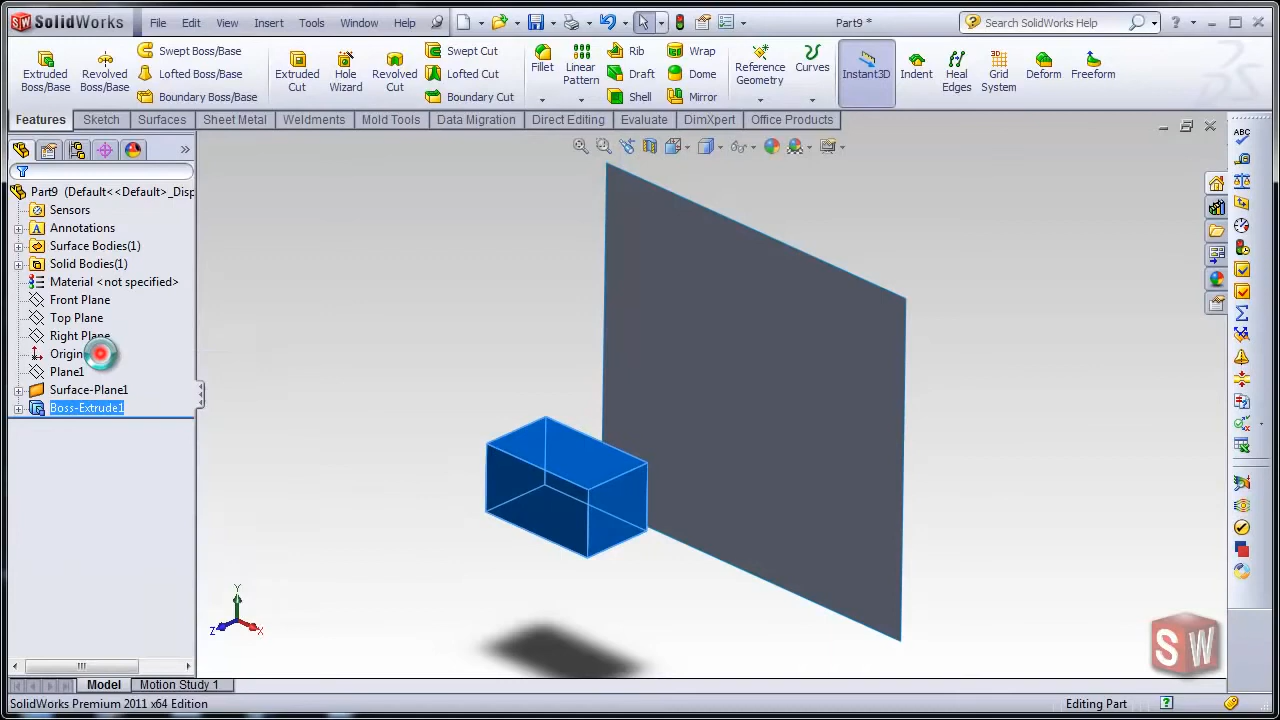 SolidWorks File Edit View Insert Tools Window Help Part9 * Search SolidWorks Help
Extruded Boss/Base
Revolved Boss/Base
Swept Boss/Base
Lofted Boss/Base
Boundary Boss/Base
Extruded Cut
Hole Wizard
Revolved Cut
Swept Cut
Lofted Cut
Boundary Cut
Fillet
Linear Pattern
Rib
Draft
Shell
Wrap
Dome
Mirror
Reference Geometry
Curves
Instant3D
Indent
Heal Edges
Grid System
Deform
Freeform
Features Sketch Surfaces Sheet Metal Weldments Mold Tools Data Migration Direct Editing Evaluate DimXpert Office Products
Part9 (Default<<Default>_Disp
Sensors
Annotations
Surface Bodies(1)
Solid Bodies(1)
Material <not specified>
Front Plane
Top Plane
Right Plane
Origin
Plane1
Surface-Plane1
Boss-Extrude1
Y
Z
X
SW
Model Motion Study 1
SolidWorks Premium 2011 x64 Edition Editing Part